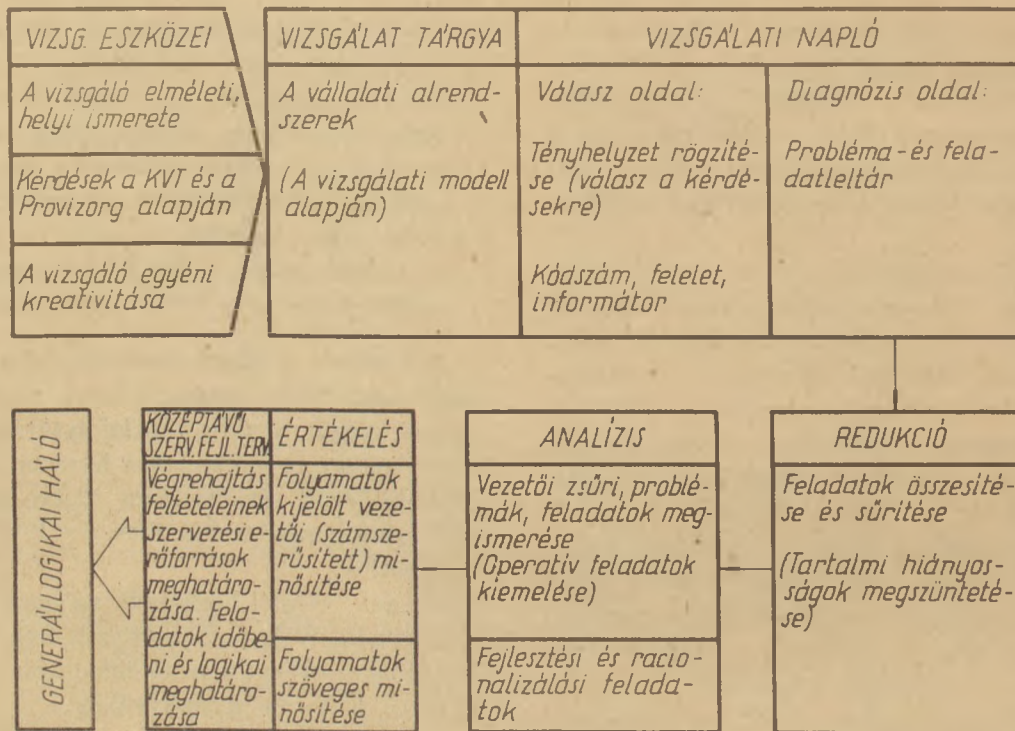 VIZSG. ESZKÖZEI
A vizsgáló elméleti,
helyi ismerete
Kérdések a KVT és a
Provizorg alapján
A vizsgáló egyéni
kreativitása
VIZSGÁLAT TÁRGYA
A vállalati alrend-
szerek
(A vizsgálati modell
alapján)
VIZSGÁLATI NAPLÓ
Válasz oldal:
Tényhelyzet rögzíté-
se (válasz a kérdé-
sekre)
Kódszám, felelet,
informátor
Diagnózis oldal:
Probléma- és fela-
datleltár
REDUKCIÓ
Feladatok összesíté-
se és sűrítése
(Tartalmi hiányos-
ságok megszünteté-
se)
ANALÍZIS
Vezetői zsűri, problé-
mák, feladatok meg-
ismerése
(Operatív feladatok
kiemelése)
Fejlesztési és racio-
nalizálási felada-
tok
ÉRTÉKELÉS
Folyamatok
kijelölt veze-
tői (számsze-
rűsített) mi-
nősítése
Folyamatok
szöveges mi-
nősítése
KÖZÉPTÁVÚ
SZERV. FEJL. TERV.
Végrehajtás
feltételeinek
szervezési e-
rőforrások
meghatáro-
zása. Fela-
datok időbe-
ni és logikai
meghatáro-
zása
GENERÁLLOGIKAI HÁLÓ